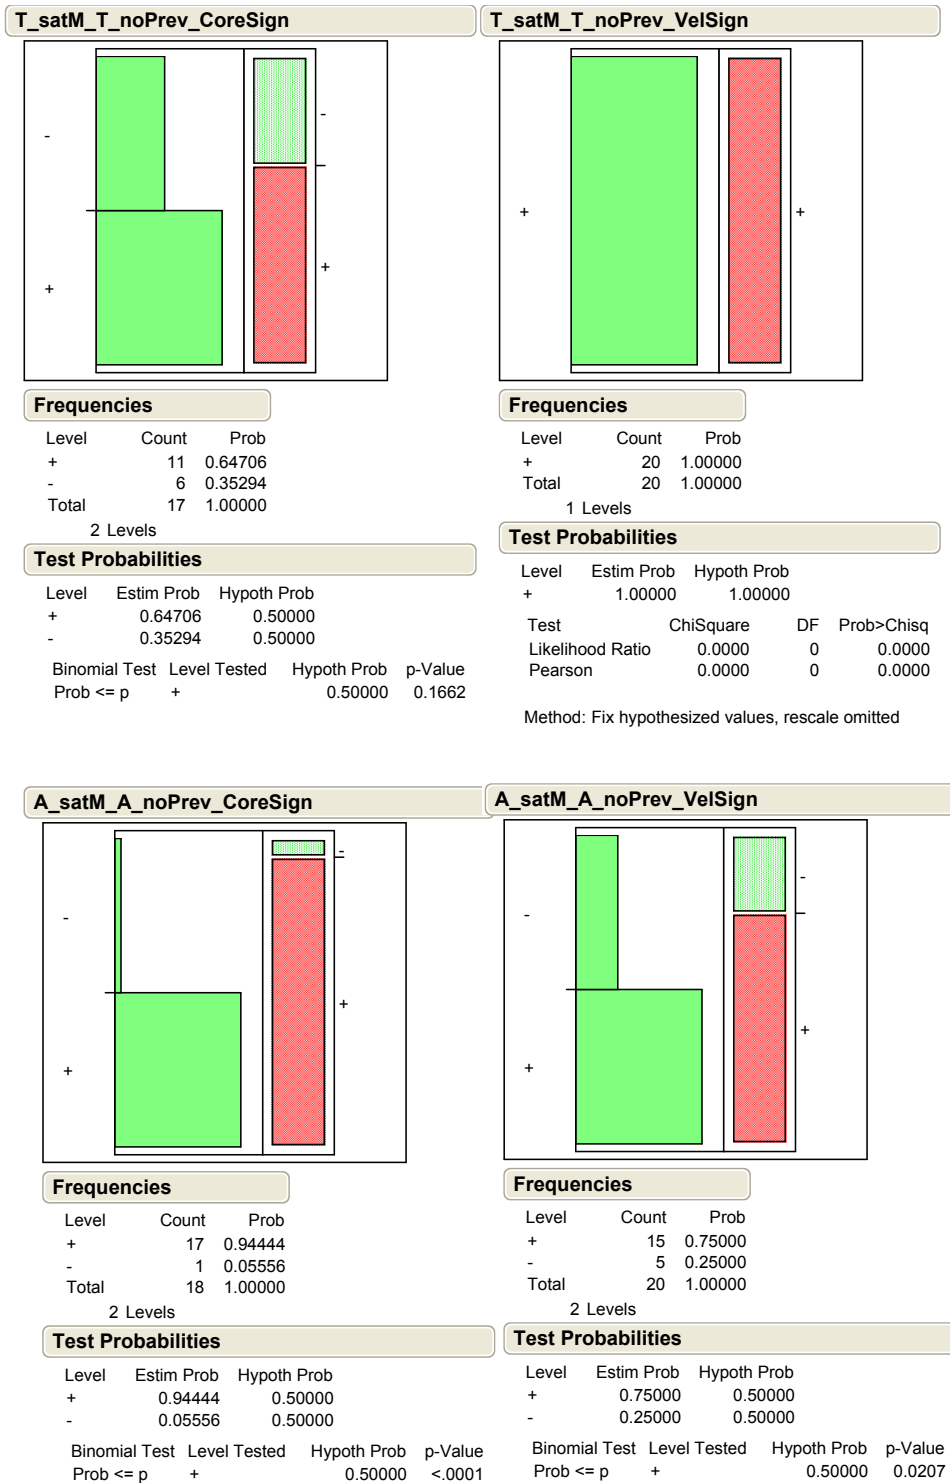 T_satM_T_noPrev_CoreSign
-
+
-
+
Frequencies
Level Count Prob
+ 11 0.64706
- 6 0.35294
Total 17 1.00000
2 Levels
Test Probabilities
Level Estim Prob Hypoth Prob
+ 0.64706 0.50000
- 0.35294 0.50000
Binomial Test Level Tested Hypoth Prob p-Value
Prob <= p + 0.50000 0.1662
T_satM_T_noPrev_VelSign
+
+
Frequencies
Level Count Prob
+ 20 1.00000
Total 20 1.00000
1 Levels
Test Probabilities
Level Estim Prob Hypoth Prob
+ 1.00000 1.00000
Test ChiSquare DF Prob>Chisq
Likelihood Ratio 0.0000 0 0.0000
Pearson 0.0000 0 0.0000
Method: Fix hypothesized values, rescale omitted
A_satM_A_noPrev_CoreSign
-
+
-
+
Frequencies
Level Count Prob
+ 17 0.94444
- 1 0.05556
Total 18 1.00000
2 Levels
Test Probabilities
Level Estim Prob Hypoth Prob
+ 0.94444 0.50000
- 0.05556 0.50000
Binomial Test Level Tested Hypoth Prob p-Value
Prob <= p + 0.50000 <.0001
A_satM_A_noPrev_VelSign
-
+
-
+
Frequencies
Level Count Prob
+ 15 0.75000
- 5 0.25000
Total 20 1.00000
2 Levels
Test Probabilities
Level Estim Prob Hypoth Prob
+ 0.75000 0.50000
- 0.25000 0.50000
Binomial Test Level Tested Hypoth Prob p-Value
Prob <= p + 0.50000 0.0207